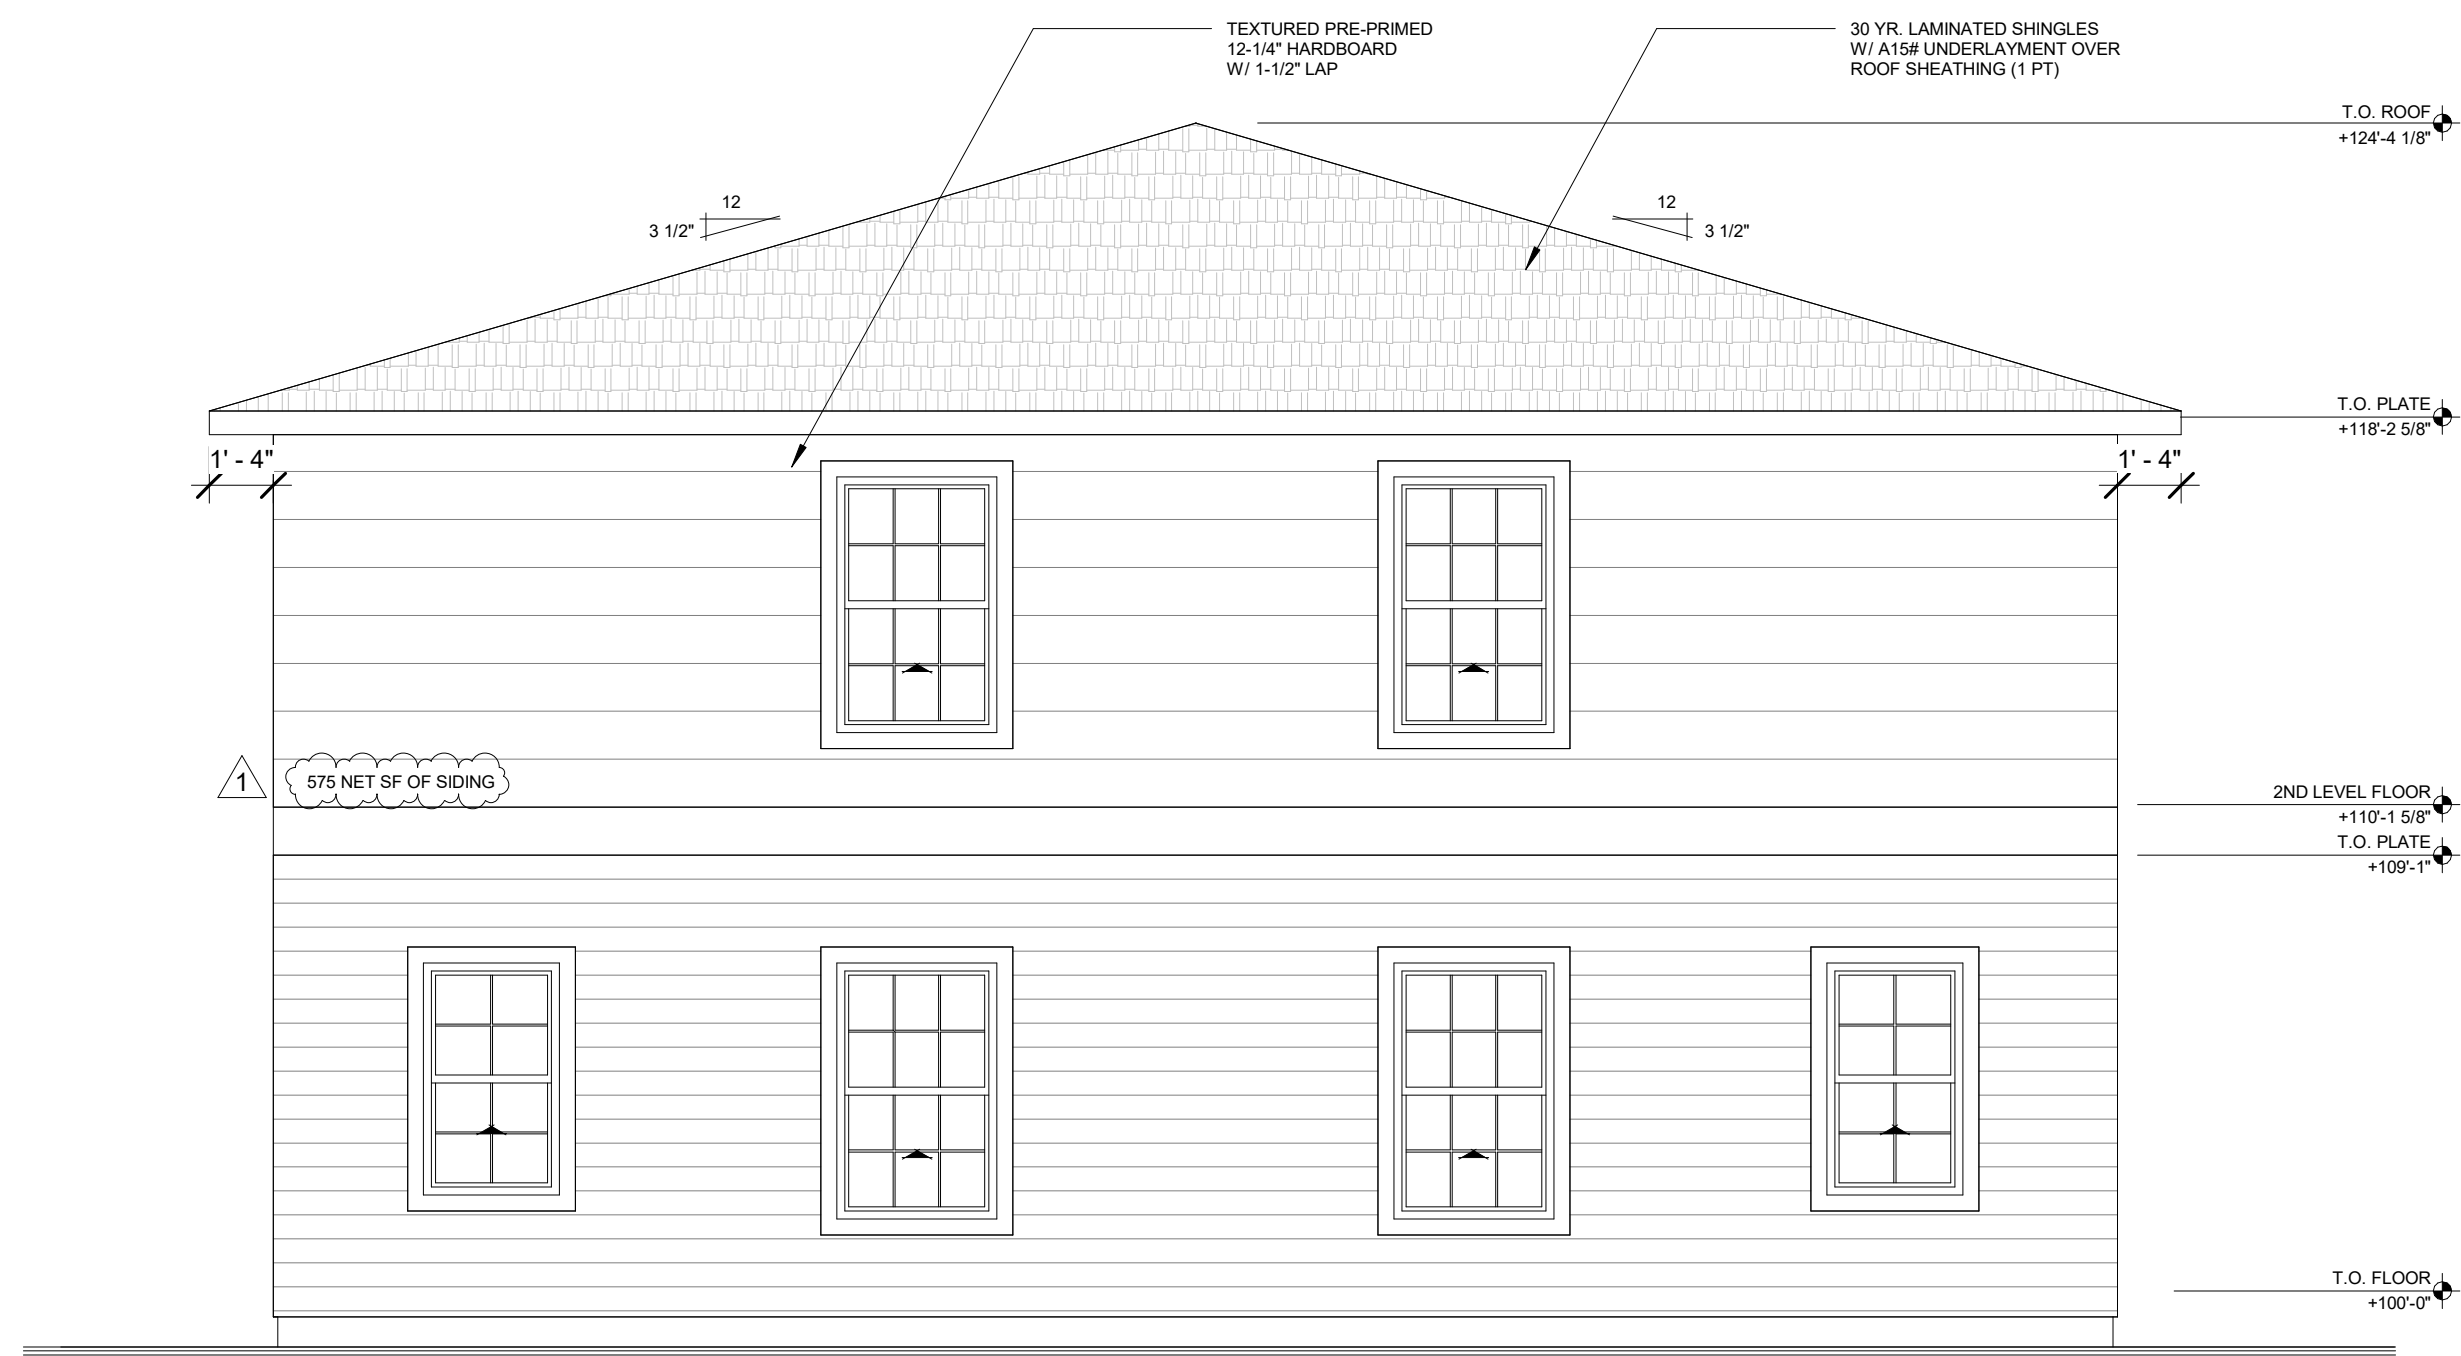 TEXTURED PRE-PRIMED
12-1/4" HARDBOARD
W/ 1-1/2" LAP
30 YR. LAMINATED SHINGLES
W/ A15# UNDERLAYMENT OVER
ROOF SHEATHING (1 PT)
T.O. ROOF
+124'-4 1/8"
12
3 1/2"
12
3 1/2"
T.O. PLATE
+118'-2 5/8"
1' - 4"
1' - 4"
1
575 NET SF OF SIDING
2ND LEVEL FLOOR
+110'-1 5/8"
T.O. PLATE
+109'-1"
T.O. FLOOR
+100'-0"